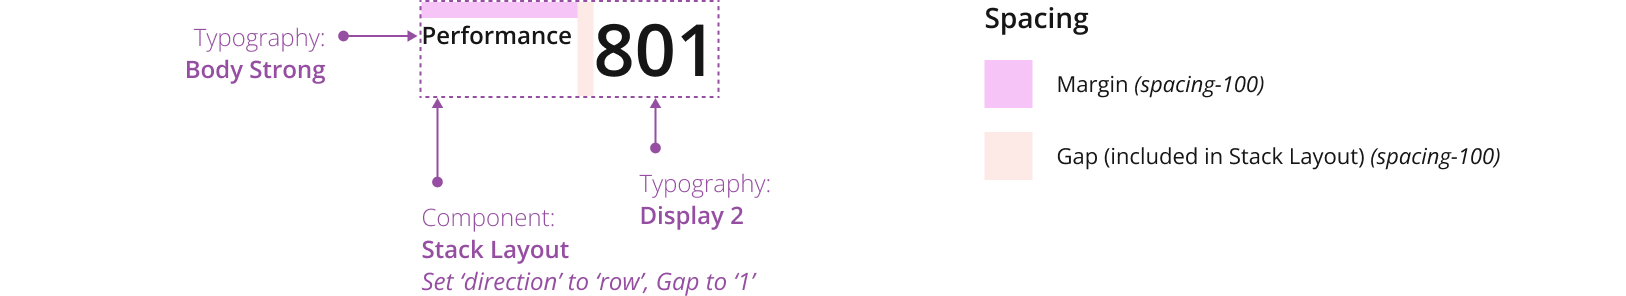 Typography:
Body Strong
Performance
801
Component:
Stack Layout
Set ‘direction’ to ‘row’, Gap to ‘1’
Typography:
Display 2
Spacing
Margin (spacing-100)
Gap (included in Stack Layout) (spacing-100)